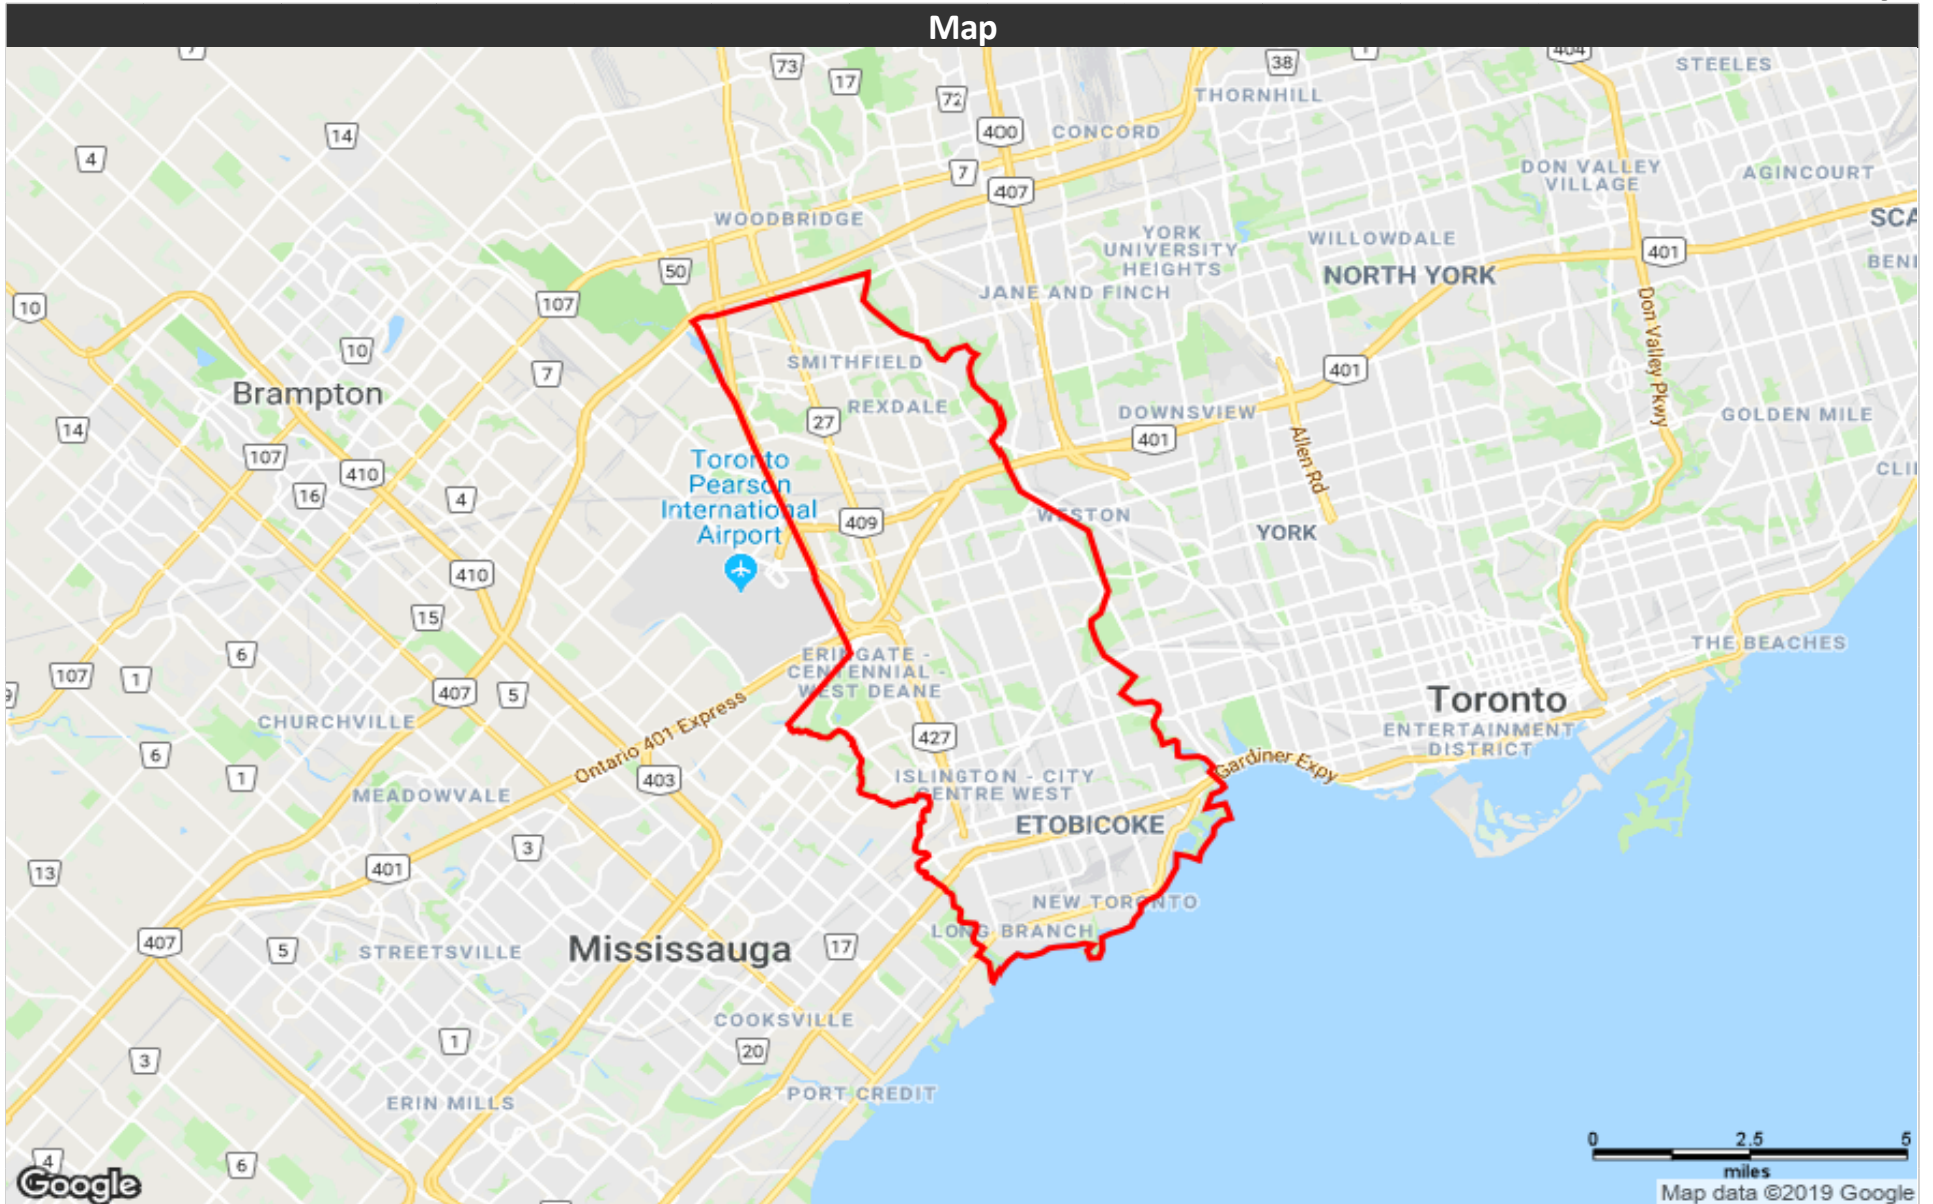 Map
404
STEELES
73
17
38
1
72
THORNHILL
400
CONCORD
14
4
7
407
DON VALLEY
VILLAGE
AGINCOURT
WOODBRIDGE
YORK
UNIVERSITY
HEIGHTS
WILLOWDALE
SCA
401
50
NORTH YORK
BEN
JANE AND FINCH
10
107
Don Valley Pkwy
10
SMITHFIELD
7
401
Brampton
REXDALE
DOWNSVIEW
GOLDEN MILE
27
14
401
Allen Rd
107
410
Toronto
Pearson
International
Airport
CLI
16
4
409
WESTON
YORK
410
15
THE BEACHES
6
ERINGATE -
CENTENNIAL -
WEST DEANE
107
1
407
5
Toronto
CHURCHVILLE
Ontario 401 Express
ENTERTAINMENT
DISTRICT
427
6
1
403
Gardiner Expy
ISLINGTON - CITY
CENTRE WEST
MEADOWVALE
ETOBICOKE
3
13
401
NEW TORONTO
LONG BRANCH
407
5
STREETSVILLE
Mississauga
17
COOKSVILLE
1
20
3
PORT CREDIT
ERIN MILLS
0
2.5
5
miles
4
6
Google
Map data ©2019 Google